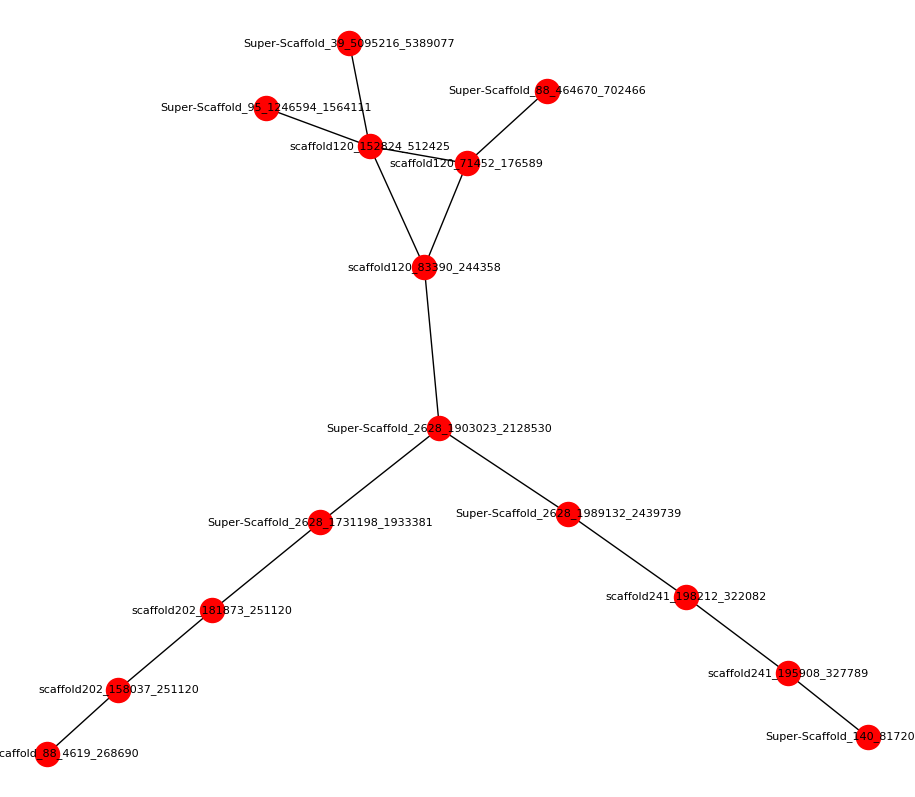 Super-Scaffold_39_5095216_5389077
Super-Scaffold_88_464670_702466
Super-Scaffold_95_1246594_1564111
scaffold120_152824_512425
scaffold120_71452_176589
scaffold120_83390_244358
Super-Scaffold_2628_1903023_2128530
Super-Scaffold_2628_1989132_2439739
Super-Scaffold_2628_1731198_1933381
scaffold241_198212_322082
scaffold202_181873_251120
scaffold241_195908_327789
scaffold202_158037_251120
Super-Scaffold_140_81720
caffold_88_4619_268690